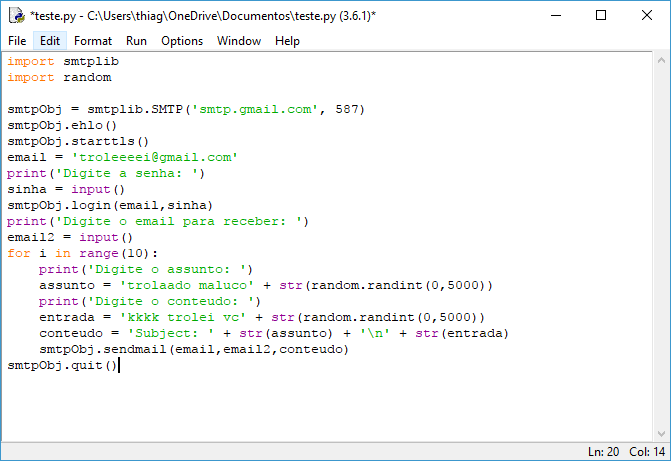 *teste.py - C:\Users\thiag\OneDrive\Documentos\teste.py (3.6.1)*
File Edit Format Run Options Window Help
import smtplib
import random

smtpObj = smtplib.SMTP('smtp.gmail.com', 587)
smtpObj.ehlo()
smtpObj.starttls()
email = 'troleeeei@gmail.com'
print('Digite a senha: ')
sinha = input()
smtpObj.login(email,sinha)
print('Digite o email para receber: ')
email2 = input()
for i in range(10):
    print('Digite o assunto: ')
    assunto = 'trolaado maluco' + str(random.randint(0,5000))
    print('Digite o conteudo: ')
    entrada = 'kkkk trolei vc' + str(random.randint(0,5000))
    conteudo = 'Subject: ' + str(assunto) + '\n' + str(entrada)
    smtpObj.sendmail(email,email2,conteudo)
smtpObj.quit()
Ln: 20 Col: 14